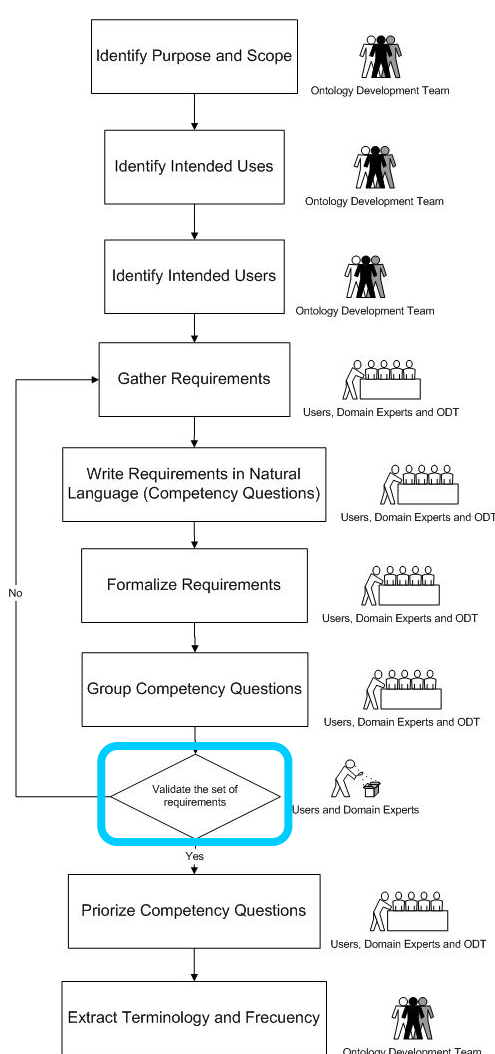 Identify Purpose and Scope
Ontology Development Team
Identify Intended Uses
Ontology Development Team
Identify Intended Users
Ontology Development Team
Gather Requirements
Users, Domain Experts and ODT
Write Requirements in Natural
Language (Competency Questions)
Users, Domain Experts and ODT
Formalize Requirements
Users, Domain Experts and ODT
No
Group Competency Questions
Users, Domain Experts and ODT
Validate the set of
requirements
Users and Domain Experts
Yes
Priorize Competency Questions
Users, Domain Experts and ODT
Extract Terminology and Frecuency
Ontology Development Team